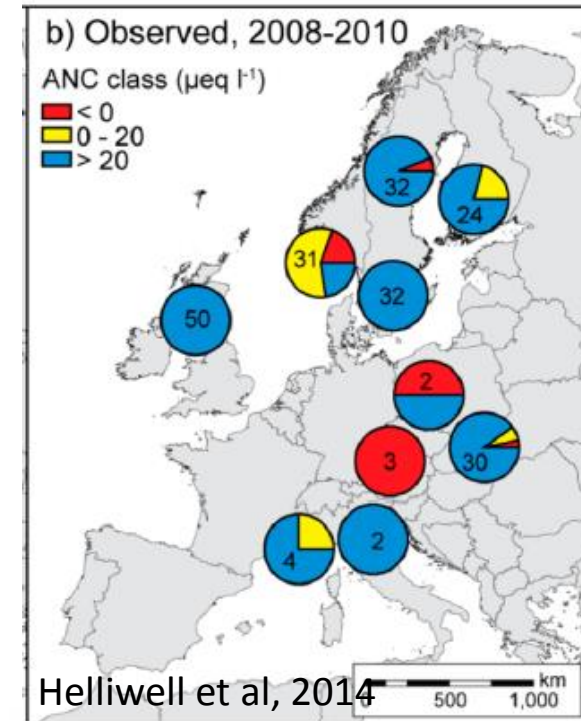 b) Observed, 2008-2010
ANC class (µeq l⁻¹)
< 0
0 - 20
> 20
32
24
31
32
50
2
30
3
4
2
Helliwell et al, 2014
km
500
1,000